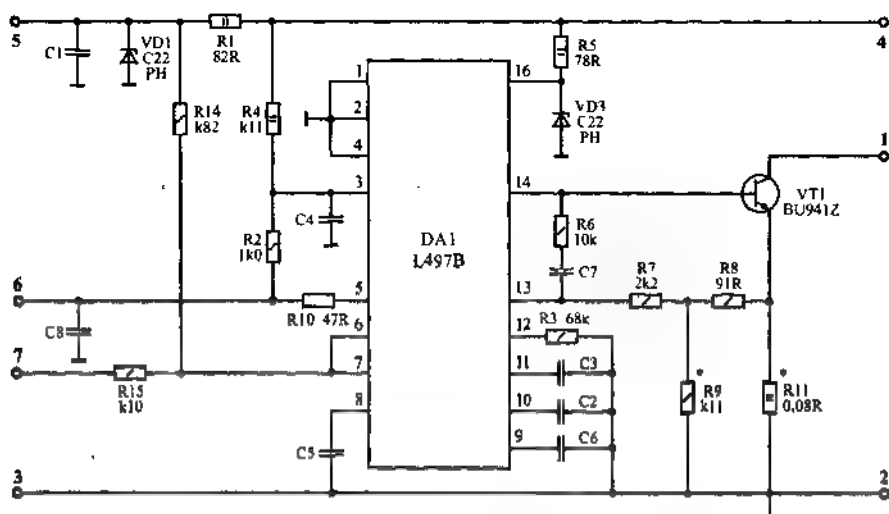 5
C1
VD1
C22
PH
R1
82R
R14
k82
R4
k11
1
2
4
3
16
R5
78R
VD3
C22
PH
4
1
14
VT1
BU941Z
C4
DA1
L497B
R6
10k
C7
R2
1k0
6
C8
R10 47R
5
13
R7
2k2
R8
91R
6
12
R3 68k
7
R15
k10
7
11
C3
8
10
C2
9
C6
C5
*
R9
k11
*
R11
0,08R
3
2